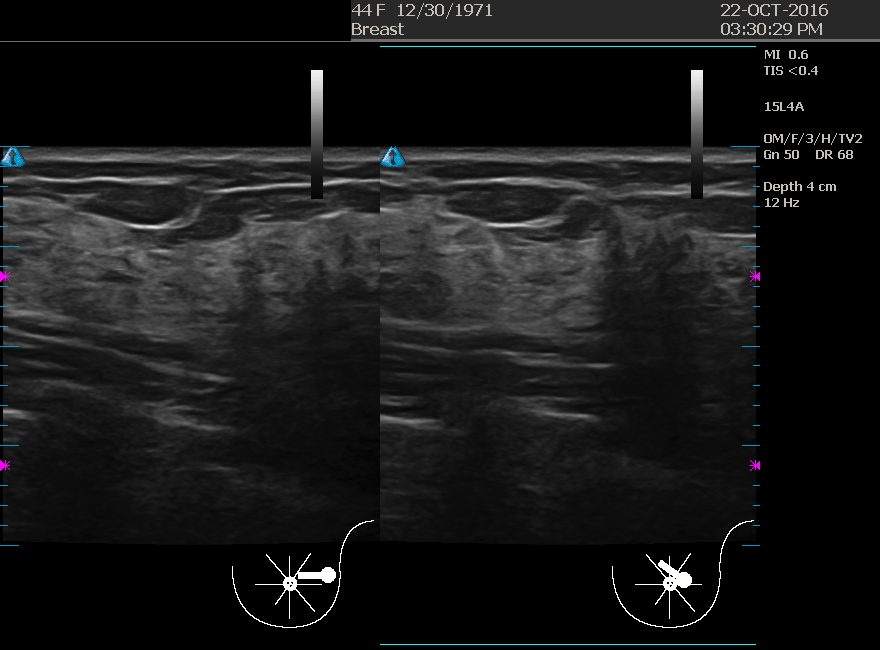 44 F 12/30/1971
Breast
22-OCT-2016
03:30:29 PM
MI 0.6
TIS <0.4
15L4A
OM/F/3/H/TV2
Gn 50 DR 68
Depth 4 cm
12 Hz